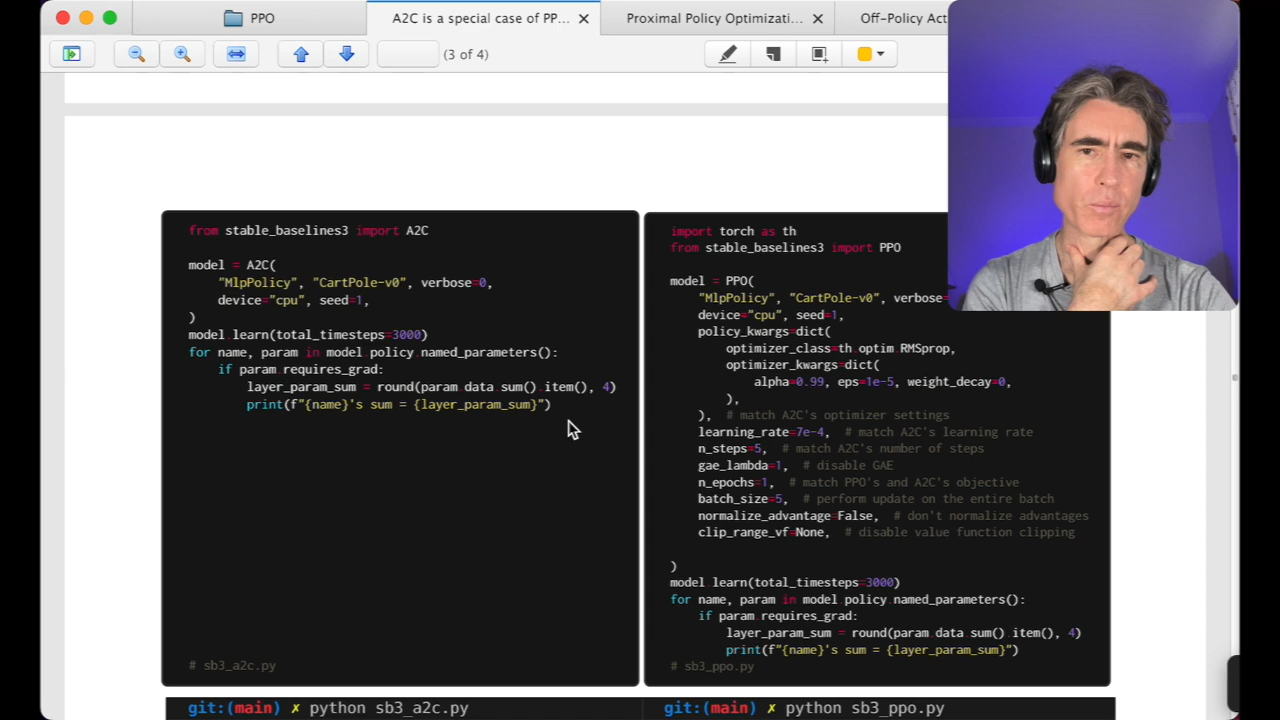 PPO
A2C is a special case of PP...
Proximal Policy Optimizati...
Off-Policy Act
(3 of 4)
from stable_baselines3 import A2C
model = A2C(
"MlpPolicy", "CartPole-v0", verbose=0,
device="cpu", seed=1,
)
model.learn(total_timesteps=3000)
for name, param in model.policy.named_parameters():
if param.requires_grad:
layer_param_sum = round(param.data.sum().item(), 4)
print(f"{name}'s sum = {layer_param_sum}")
# sb3_a2c.py
import torch as th
from stable_baselines3 import PPO
model = PPO(
"MlpPolicy", "CartPole-v0", verbose=
device="cpu", seed=1,
policy_kwargs=dict(
optimizer_class=th.optim.RMSprop,
optimizer_kwargs=dict(
alpha=0.99, eps=1e-5, weight_decay=0,
),
), # match A2C's optimizer settings
learning_rate=7e-4, # match A2C's learning rate
n_steps=5, # match A2C's number of steps
gae_lambda=1, # disable GAE
n_epochs=1, # match PPO's and A2C's objective
batch_size=5, # perform update on the entire batch
normalize_advantage=False, # don't normalize advantages
clip_range_vf=None, # disable value function clipping
)
model.learn(total_timesteps=3000)
for name, param in model.policy.named_parameters():
if param.requires_grad:
layer_param_sum = round(param.data.sum().item(), 4)
print(f"{name}'s sum = {layer_param_sum}")
# sb3_ppo.py
git:(main) ✗ python sb3_a2c.py
git:(main) ✗ python sb3_ppo.py